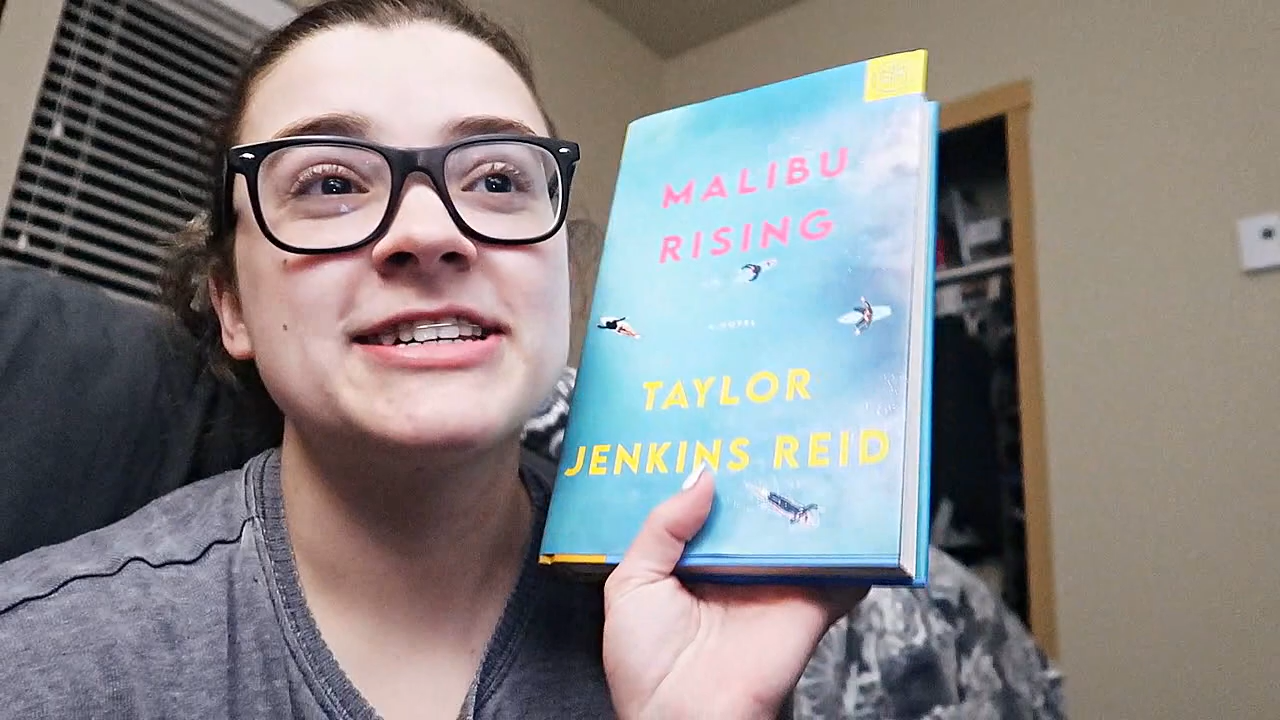 MALIBU
RISING
A NOVEL
TAYLOR
JENKINS REID